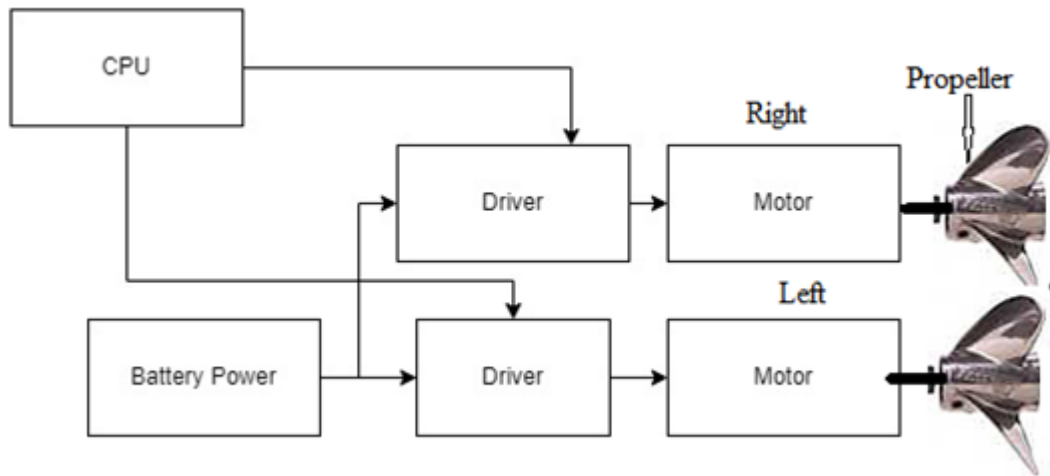 CPU
Propeller
Right
Driver
Motor
Left
Battery Power
Driver
Motor